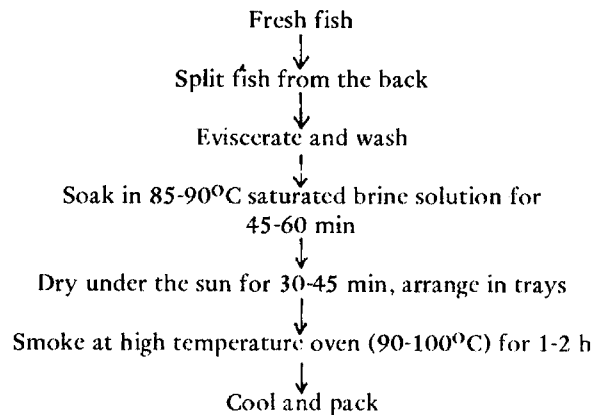 Fresh fish
Split fish from the back
Eviscerate and wash
Soak in 85-90ºC saturated brine solution for
45-60 min
Dry under the sun for 30-45 min, arrange in trays
Smoke at high temperature oven (90-100ºC) for 1-2 h
Cool and pack